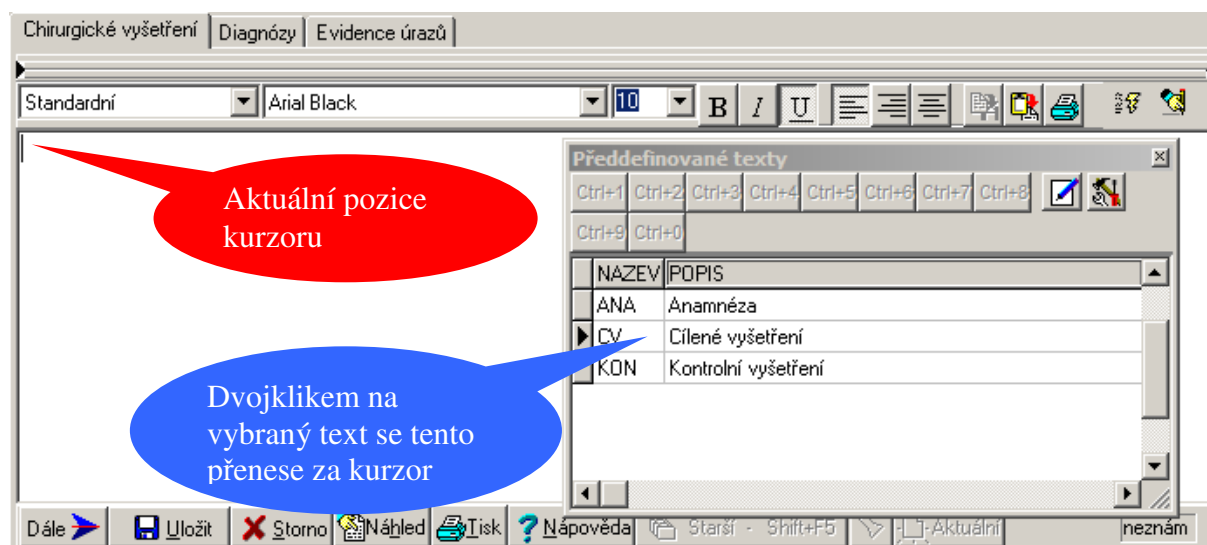 Chirurgické vyšetření Diagnózy Evidence úrazů
Standardní Arial Black 10 B I U
Aktuální pozice
kurzoru
Předdefinované texty
Ctrl+1 Ctrl+2 Ctrl+3 Ctrl+4 Ctrl+5 Ctrl+6 Ctrl+7 Ctrl+8
Ctrl+9 Ctrl+0
NAZEV POPIS
ANA Anamnéza
CV Cílené vyšetření
KON Kontrolní vyšetření
Dvojklikem na
vybraný text se tento
přenese za kurzor
Dále Uložit Storno Náhled Tisk Nápověda Starší - Shift+F5 Aktuální neznám